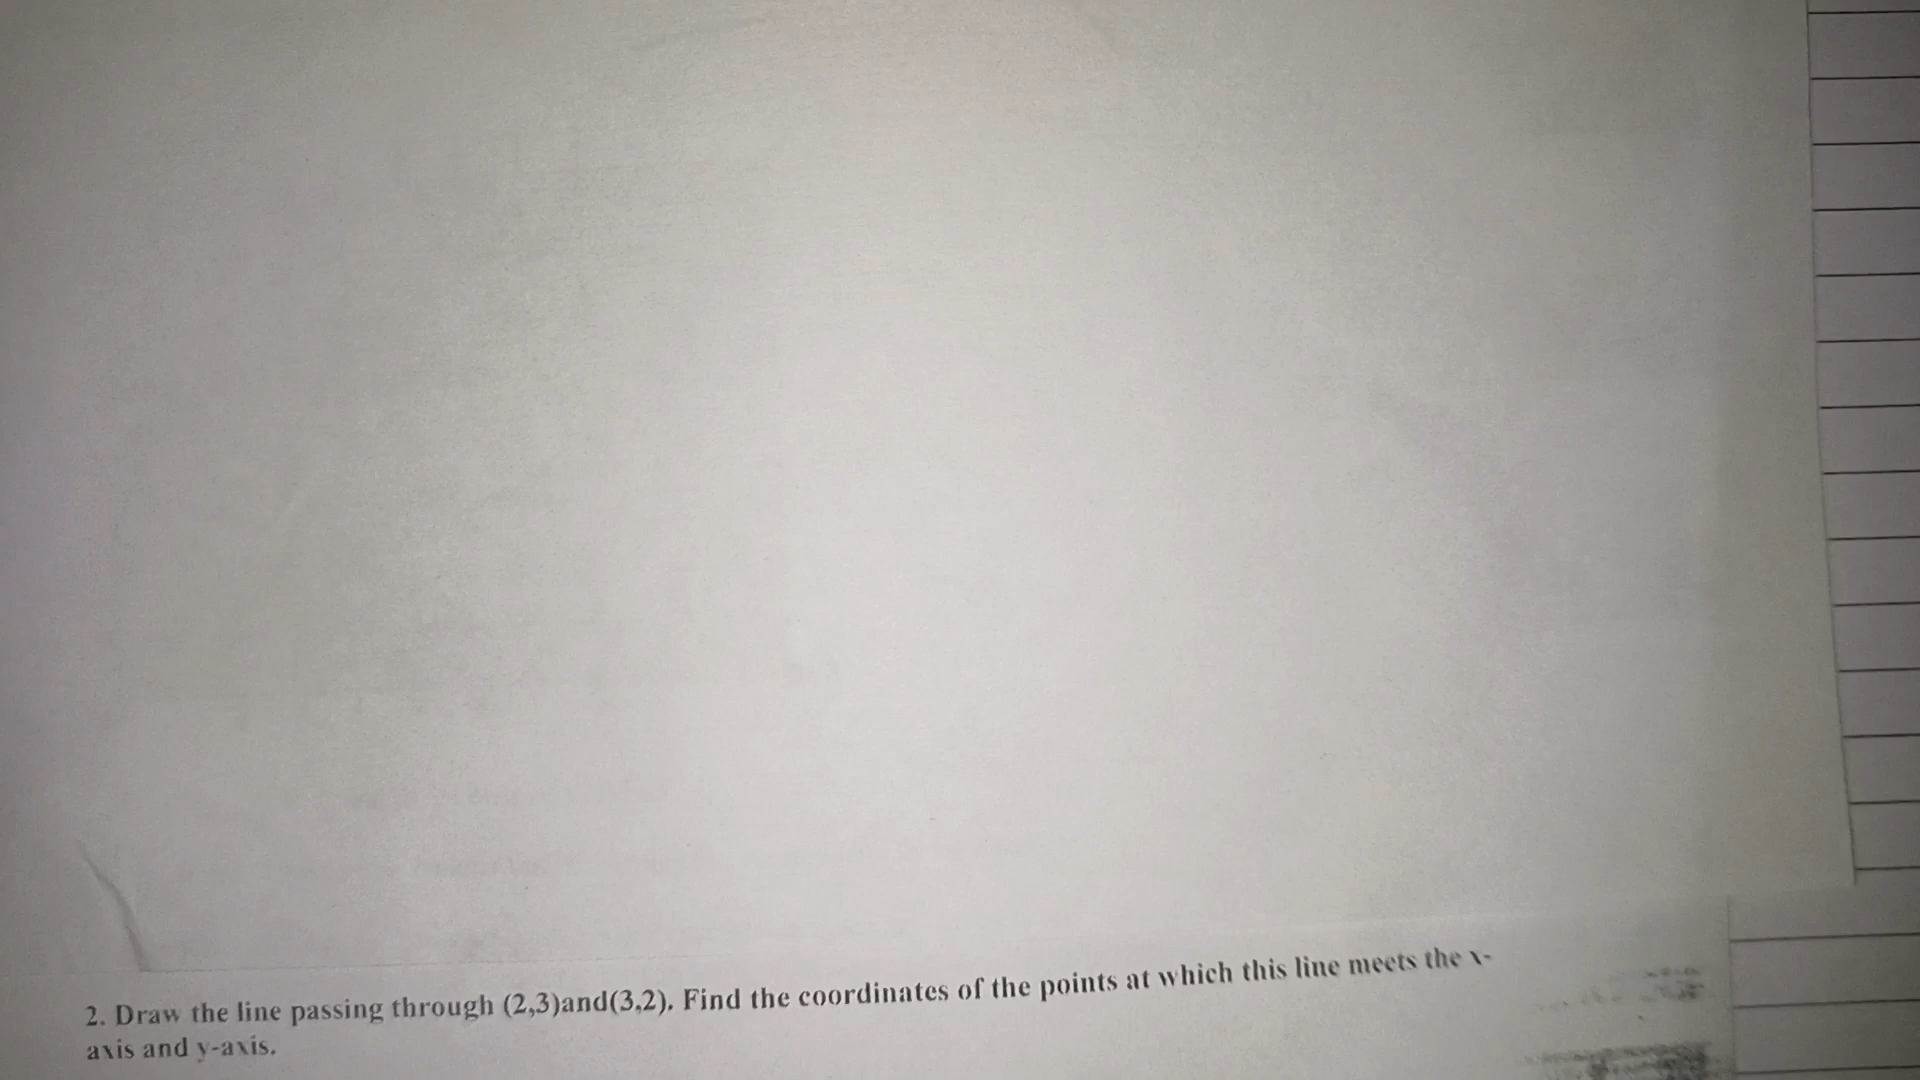 2. Draw the line passing through (2,3)and(3,2). Find the coordinates of the points at which this line meets the x-
axis and y-axis.